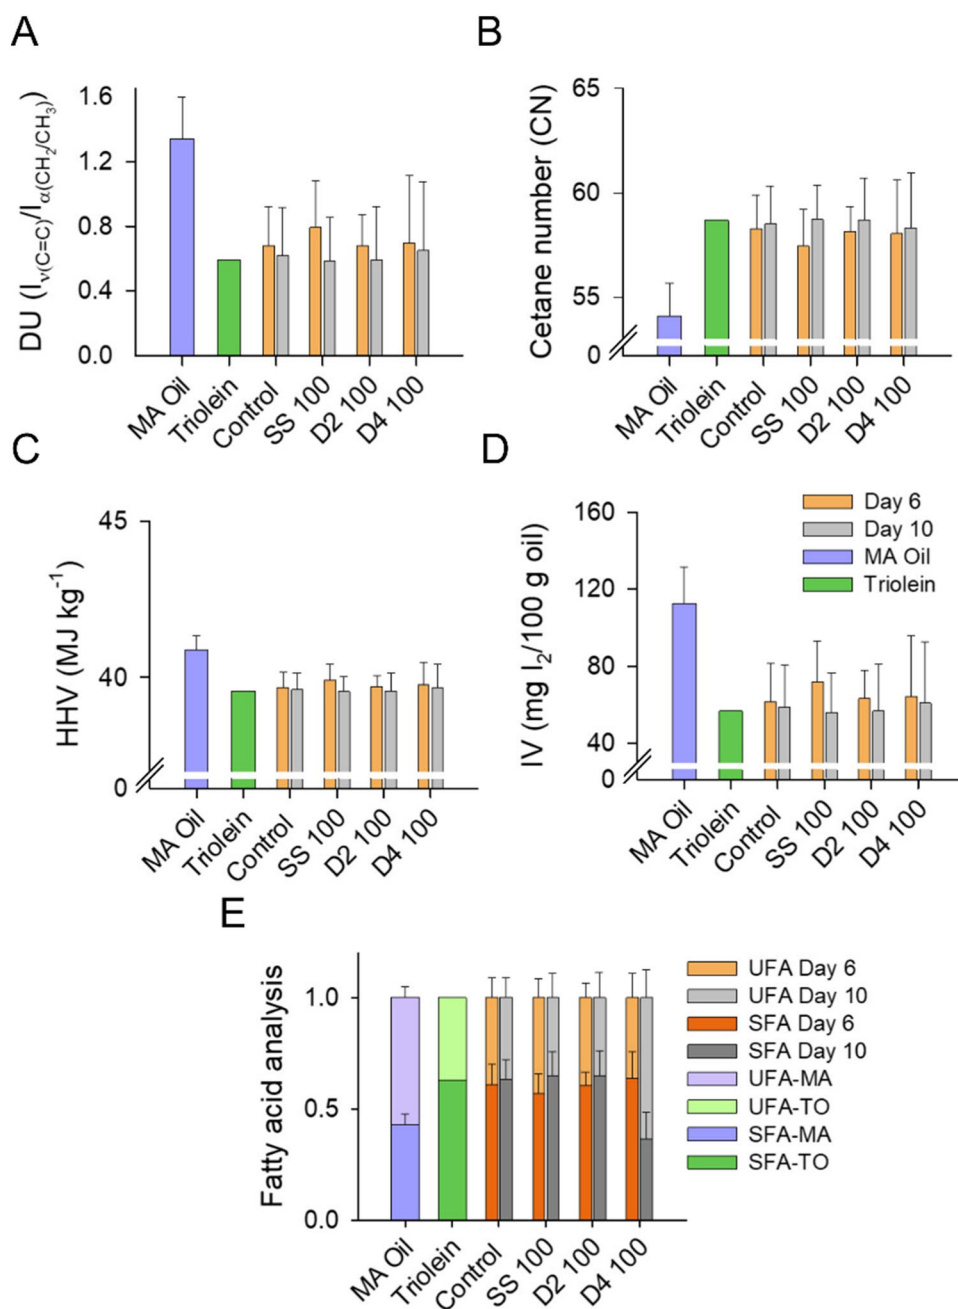 A
DU (Iν(C=C)/Iα(CH2/CH3))
1.6
1.2
0.8
0.4
0.0
MA Oil
Triolein
Control
SS 100
D2 100
D4 100
B
Cetane number (CN)
65
60
55
0
MA Oil
Triolein
Control
SS 100
D2 100
D4 100
C
HHV (MJ kg-1)
45
40
0
MA Oil
Triolein
Control
SS 100
D2 100
D4 100
D
IV (mg I2/100 g oil)
160
120
80
40
0
Day 6
Day 10
MA Oil
Triolein
MA Oil
Triolein
Control
SS 100
D2 100
D4 100
E
Fatty acid analysis
1.0
0.5
0.0
MA Oil
Triolein
Control
SS 100
D2 100
D4 100
UFA Day 6
UFA Day 10
SFA Day 6
SFA Day 10
UFA-MA
UFA-TO
SFA-MA
SFA-TO